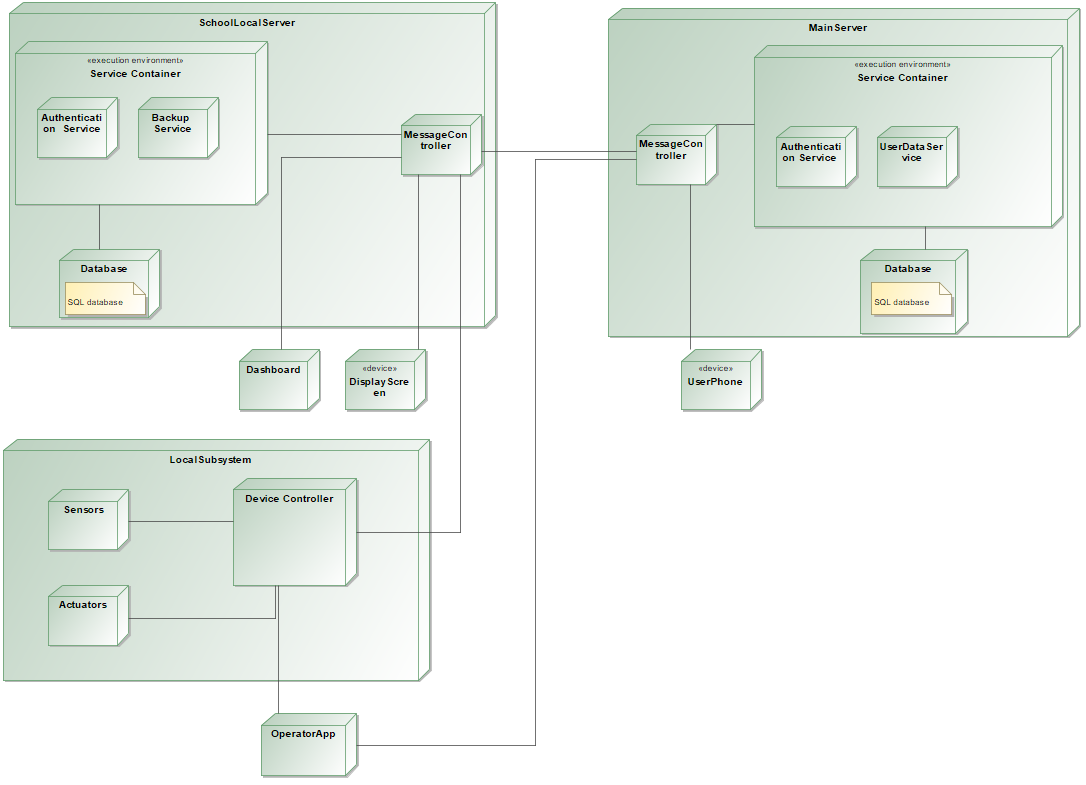 SchoolLocalServer
«execution environment»
Service Container
Authenticati
on Service
Backup
Service
MessageCon
troller
Database
SQL database
MainServer
«execution environment»
Service Container
MessageCon
troller
Authenticati
on Service
UserDataSer
vice
Database
SQL database
Dashboard
«device»
DisplayScre
en
«device»
UserPhone
LocalSubsystem
Sensors
Device Controller
Actuators
OperatorApp